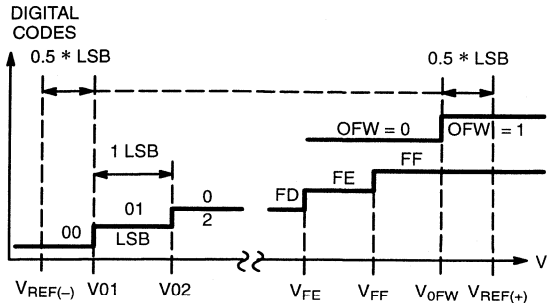 DIGITAL
CODES
0.5 * LSB
0.5 * LSB
OFW = 0
OFW = 1
1 LSB
FF
FE
FD
0
2
01
LSB
00
V
VREF(–)
V01
V02
VFE
VFF
V0FW
VREF(+)